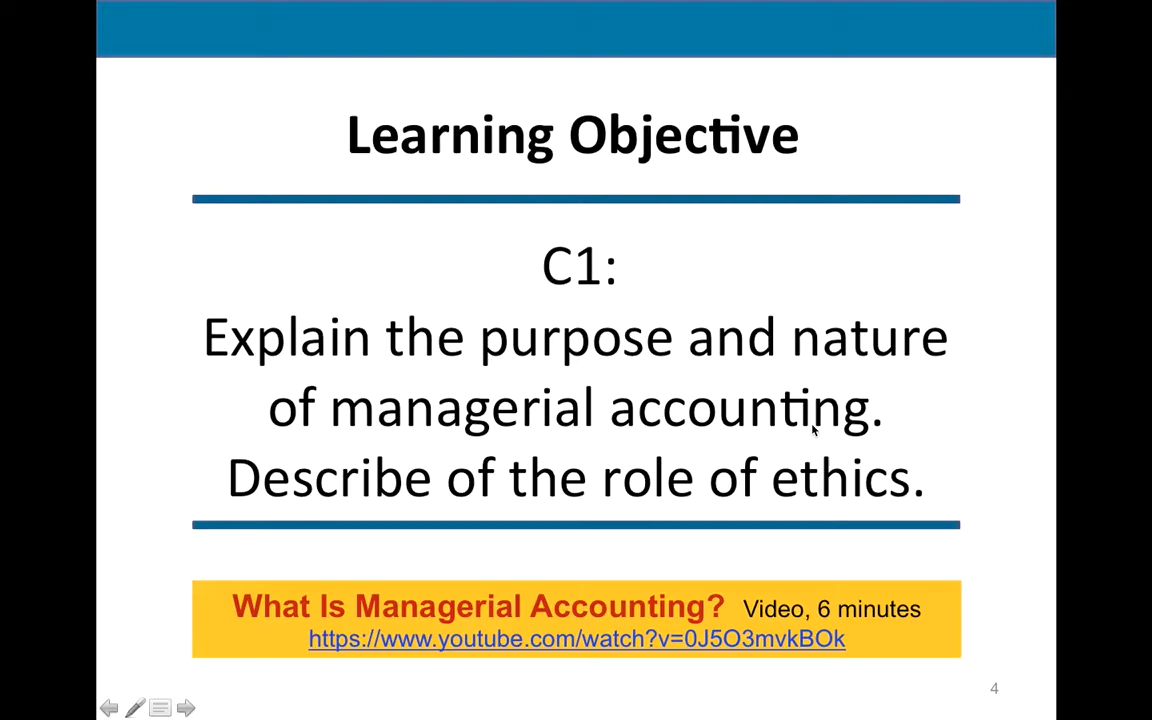 Learning Objective
C1:
Explain the purpose and nature
of managerial accounting.
Describe of the role of ethics.
What Is Managerial Accounting? Video, 6 minutes
https://www.youtube.com/watch?v=0J5O3mvkBOk
4